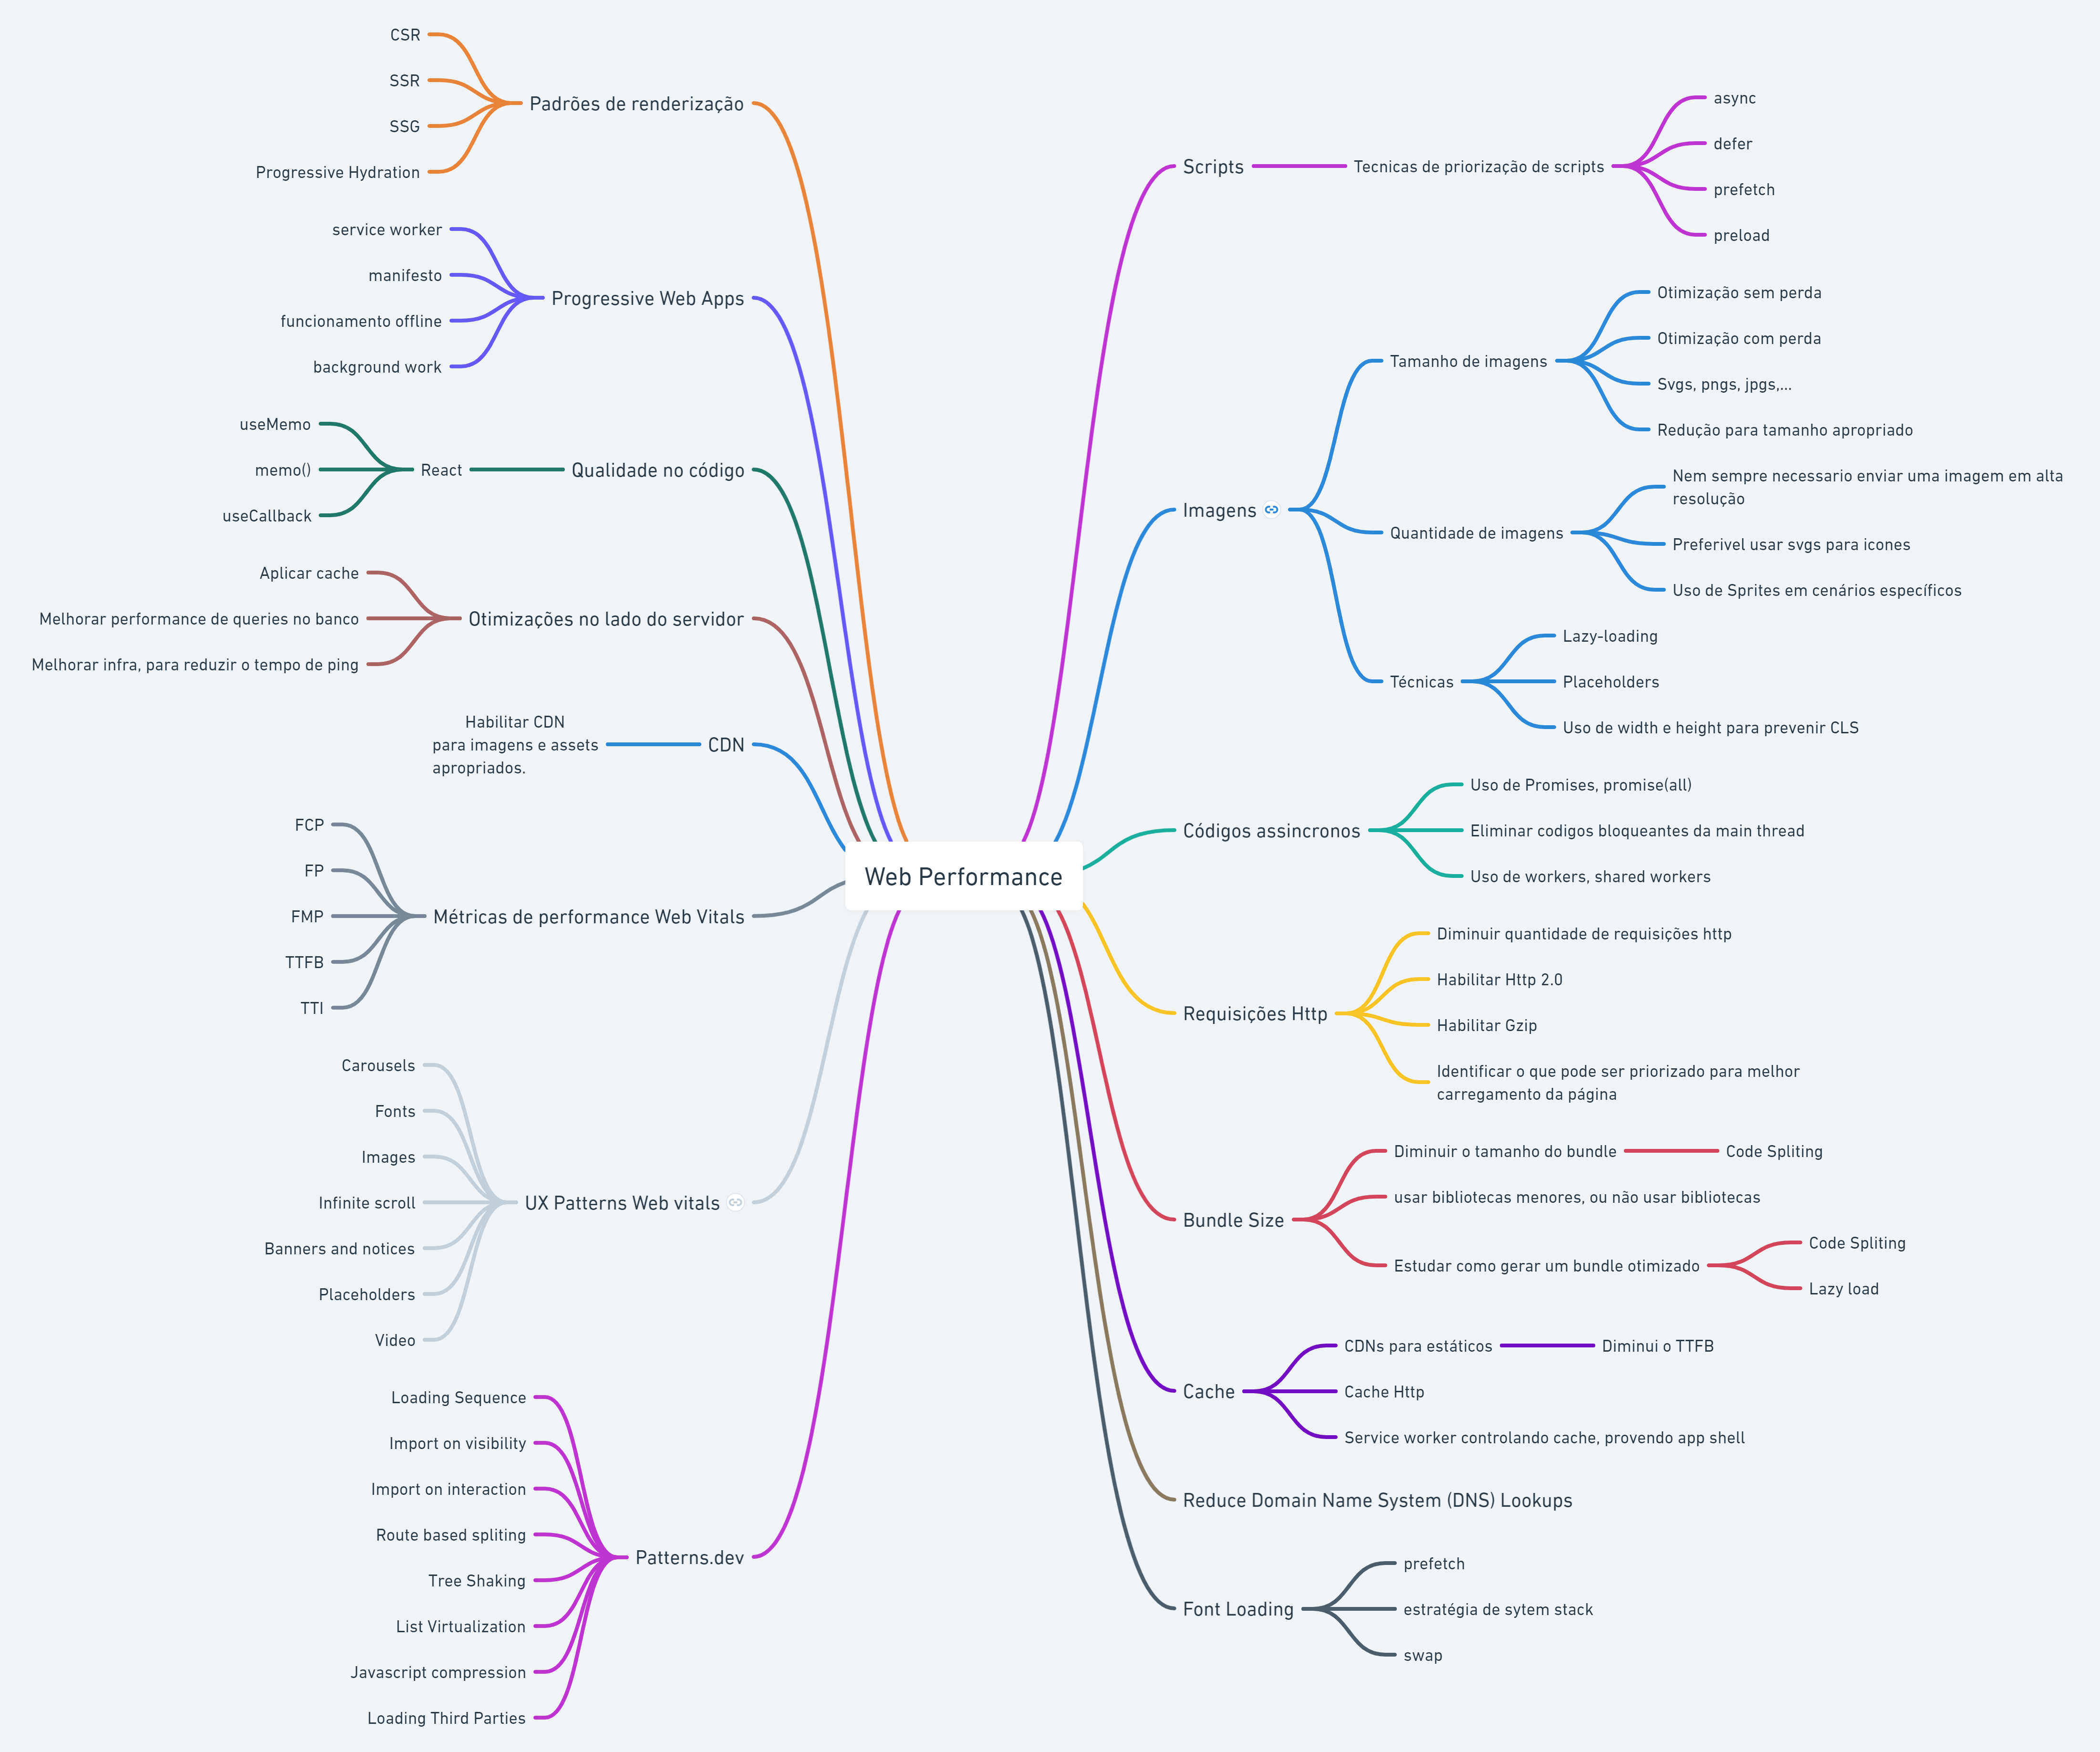 Web Performance
Padrões de renderização
CSR
SSR
SSG
Progressive Hydration
Progressive Web Apps
service worker
manifesto
funcionamento offline
background work
Qualidade no código
React
useMemo
memo()
useCallback
Otimizações no lado do servidor
Aplicar cache
Melhorar performance de queries no banco
Melhorar infra, para reduzir o tempo de ping
CDN
Habilitar CDN
para imagens e assets
apropriados.
Métricas de performance Web Vitals
FCP
FP
FMP
TTFB
TTI
UX Patterns Web vitals
Carousels
Fonts
Images
Infinite scroll
Banners and notices
Placeholders
Video
Patterns.dev
Loading Sequence
Import on visibility
Import on interaction
Route based spliting
Tree Shaking
List Virtualization
Javascript compression
Loading Third Parties
Scripts
Tecnicas de priorização de scripts
async
defer
prefetch
preload
Imagens
Tamanho de imagens
Otimização sem perda
Otimização com perda
Svgs, pngs, jpgs,...
Redução para tamanho apropriado
Quantidade de imagens
Nem sempre necessario enviar uma imagem em alta
resolução
Preferivel usar svgs para icones
Uso de Sprites em cenários específicos
Técnicas
Lazy-loading
Placeholders
Uso de width e height para prevenir CLS
Códigos assincronos
Uso de Promises, promise(all)
Eliminar codigos bloqueantes da main thread
Uso de workers, shared workers
Requisições Http
Diminuir quantidade de requisições http
Habilitar Http 2.0
Habilitar Gzip
Identificar o que pode ser priorizado para melhor
carregamento da página
Bundle Size
Diminuir o tamanho do bundle
Code Spliting
usar bibliotecas menores, ou não usar bibliotecas
Estudar como gerar um bundle otimizado
Code Spliting
Lazy load
Cache
CDNs para estáticos
Diminui o TTFB
Cache Http
Service worker controlando cache, provendo app shell
Reduce Domain Name System (DNS) Lookups
Font Loading
prefetch
estratégia de sytem stack
swap